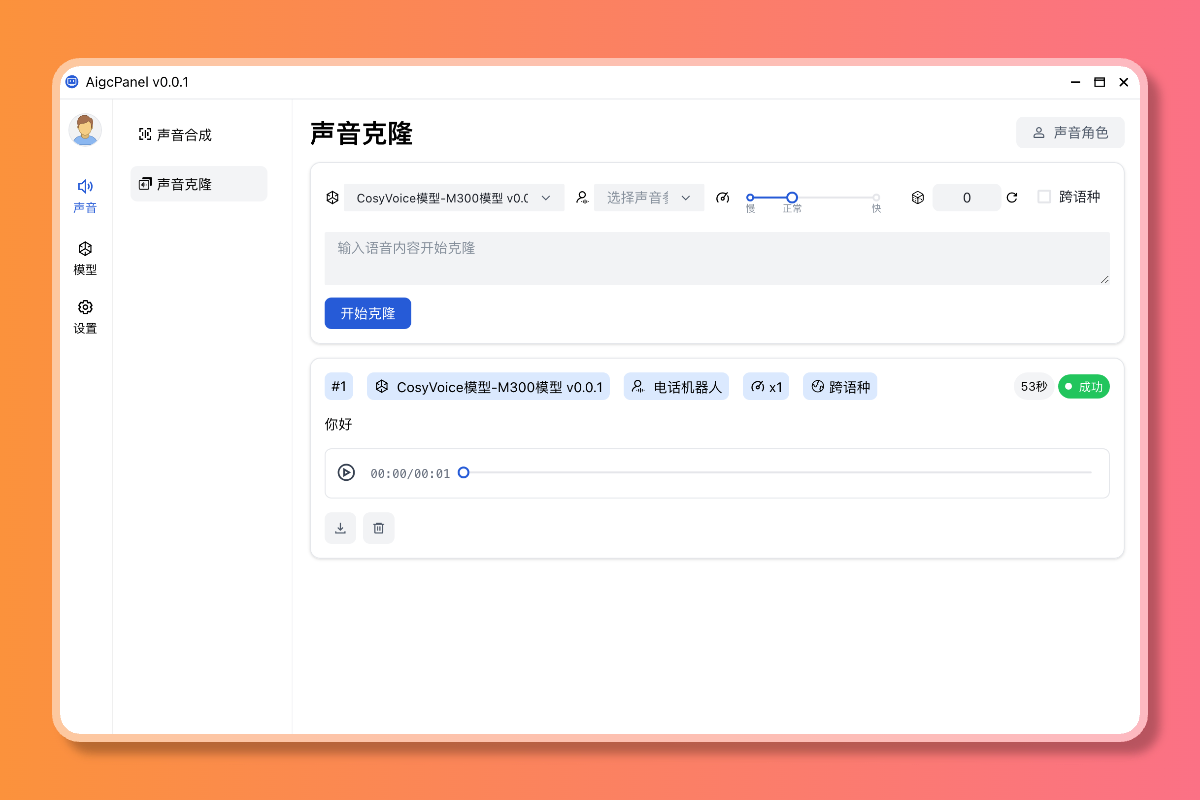 AigcPanel v0.0.1
声音
模型
设置
声音合成
声音克隆
声音克隆
声音角色
CosyVoice模型-M300模型 v0.0
选择声音
慢
正常
快
0
跨语种
输入语音内容开始克隆
开始克隆
#1
CosyVoice模型-M300模型 v0.0.1
电话机器人
x1
跨语种
53秒
成功
你好
00:00/00:01